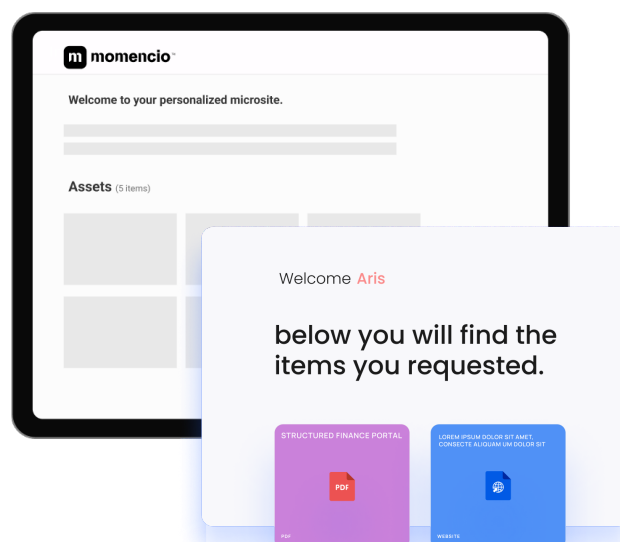 m momencio™
Welcome to your personalized microsite.
Assets (5 items)
Welcome Aris
below you will find the
items you requested.
STRUCTURED FINANCE PORTAL
PDF
PDF
LOREM IPSUM DOLOR SIT AMET,
CONSECTE ALIQUAM UM DOLOR SIT
WEBSITE